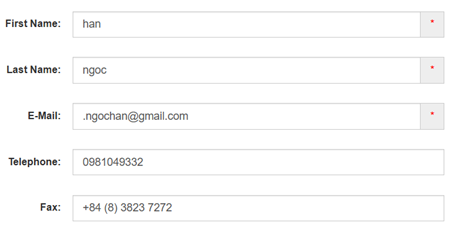 First Name: han *
Last Name: ngoc *
E-Mail: .ngochan@gmail.com *
Telephone: 0981049332
Fax: +84 (8) 3823 7272